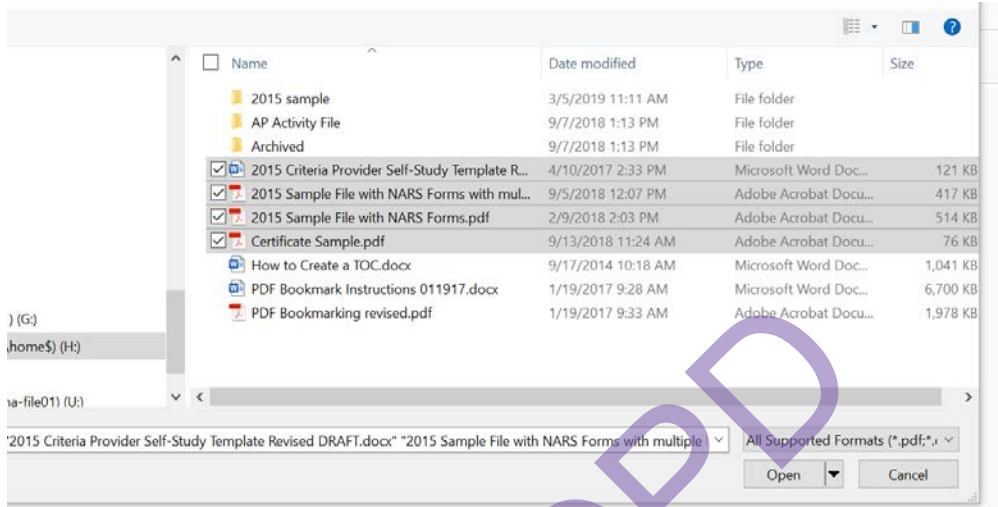 Name Date modified Type Size
2015 sample 3/5/2019 11:11 AM File folder
AP Activity File 9/7/2018 1:13 PM File folder
Archived 9/7/2018 1:13 PM File folder
2015 Criteria Provider Self-Study Template R... 4/10/2017 2:33 PM Microsoft Word Doc... 121 KB
2015 Sample File with NARS Forms with mul... 9/5/2018 12:07 PM Adobe Acrobat Docu... 417 KB
2015 Sample File with NARS Forms.pdf 2/9/2018 2:03 PM Adobe Acrobat Docu... 514 KB
Certificate Sample.pdf 9/13/2018 11:24 AM Adobe Acrobat Docu... 76 KB
How to Create a TOC.docx 9/17/2014 10:18 AM Microsoft Word Doc... 1,041 KB
PDF Bookmark Instructions 011917.docx 1/19/2017 9:28 AM Microsoft Word Doc... 6,700 KB
PDF Bookmarking revised.pdf 1/19/2017 9:33 AM Adobe Acrobat Docu... 1,978 KB
) (G:)
home$) (H:)
na-file01) (U:)
"2015 Criteria Provider Self-Study Template Revised DRAFT.docx" "2015 Sample File with NARS Forms with multiple All Supported Formats (*.pdf;*.
Open Cancel